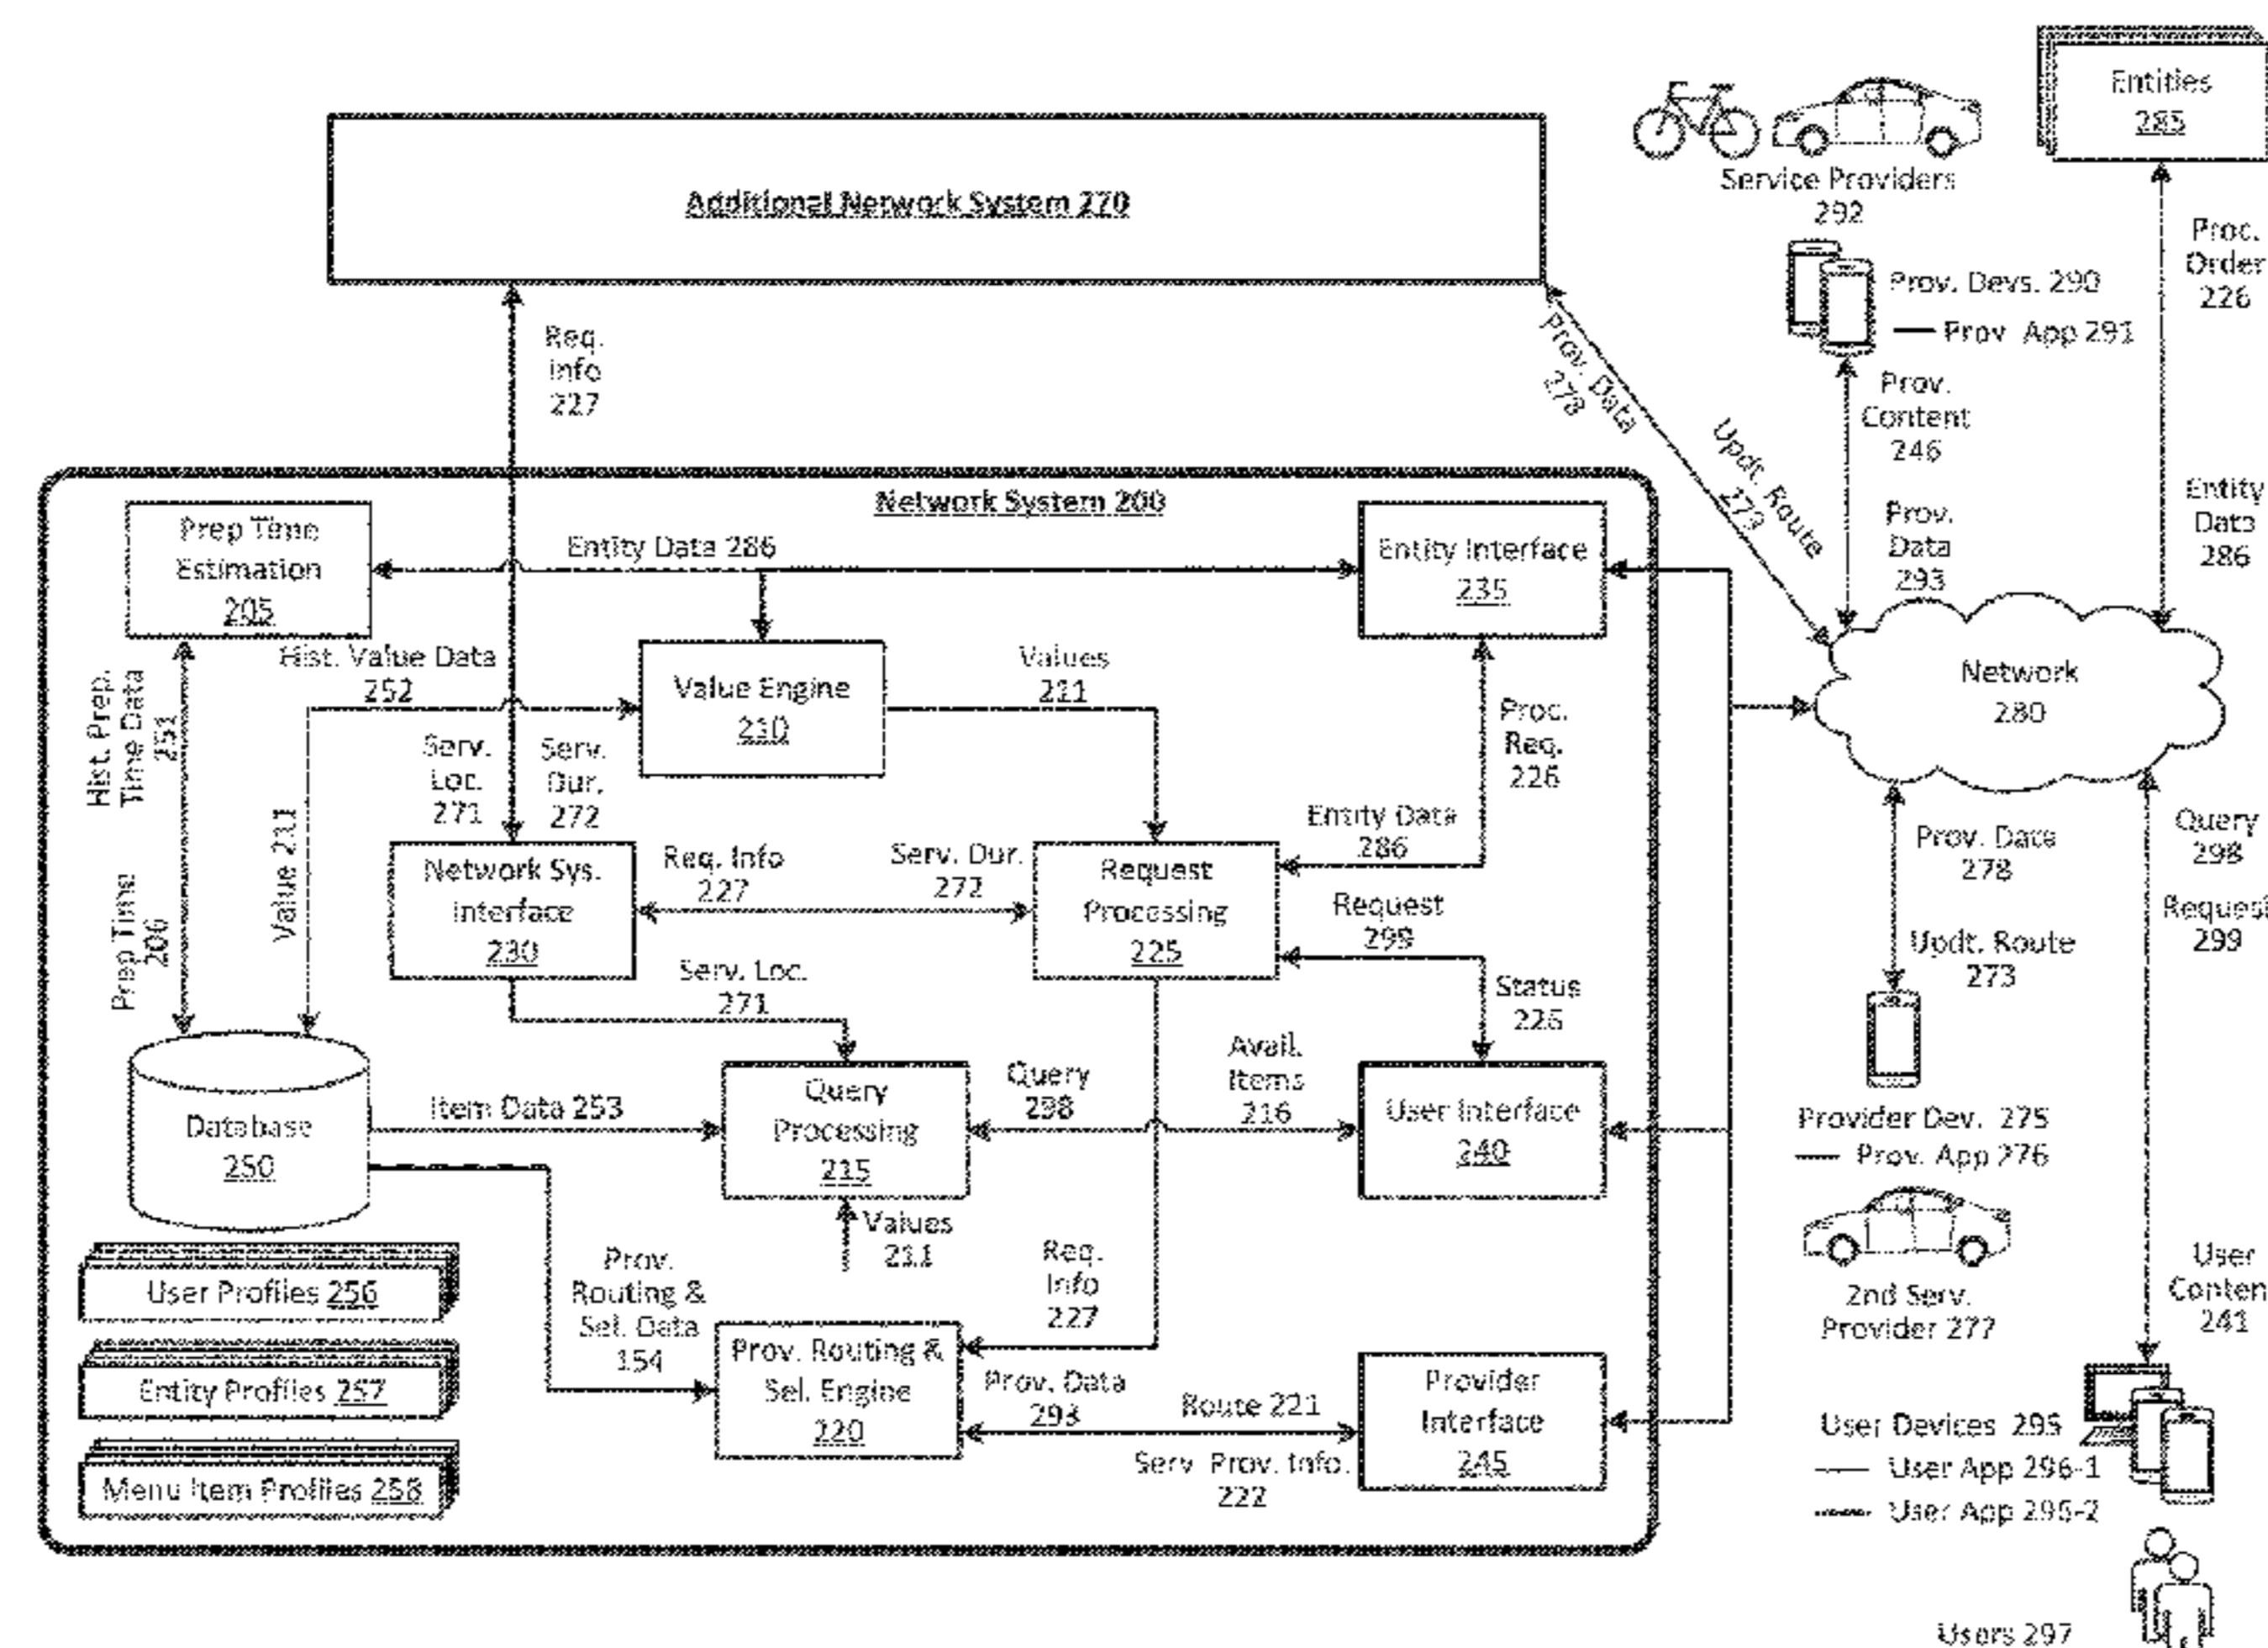 Entities
285
Service Providers
292
Additional Network System 270
Proc.
Order
226
Prov. Devs. 290
Prov App 291
Req.
Info
227
Prov. Data
278
Prov.
Content
246
Updt. Route
273
Network System 200
Prep Time
Estimation
205
Entity Data 286
Entity Interface
235
Prov.
Data
293
Entity
Data
286
Hist. Value Data
252
Value Engine
210
Values
211
Network
280
Hist. Prep.
Time Data
251
Serv.
Loc.
271
Serv.
Dur.
272
Proc.
Req.
226
Value 211
Entity Data
286
Prov. Data
278
Query
298
Network Sys.
Interface
230
Req. Info
227
Serv. Dur.
272
Request
Processing
225
Request
299
Request
299
Prep Time
206
Updt. Route
273
Serv. Loc.
271
Status
226
Database
250
Item Data 253
Query
Processing
215
Query
298
Avail.
Items
216
User Interface
240
Provider Dev. 275
Prov. App 276
Values
211
User Profiles 256
Prov.
Routing &
Sel. Data
154
Req.
Info
227
2nd Serv.
Provider 277
User
Conten
241
Entity Profiles 257
Prov. Routing &
Sel. Engine
220
Prov. Data
293
Route 221
Serv Prov. Info.
222
Provider
Interface
245
Menu Item Profiles 258
User Devices 295
User App 296-1
User App 296-2
Users 297